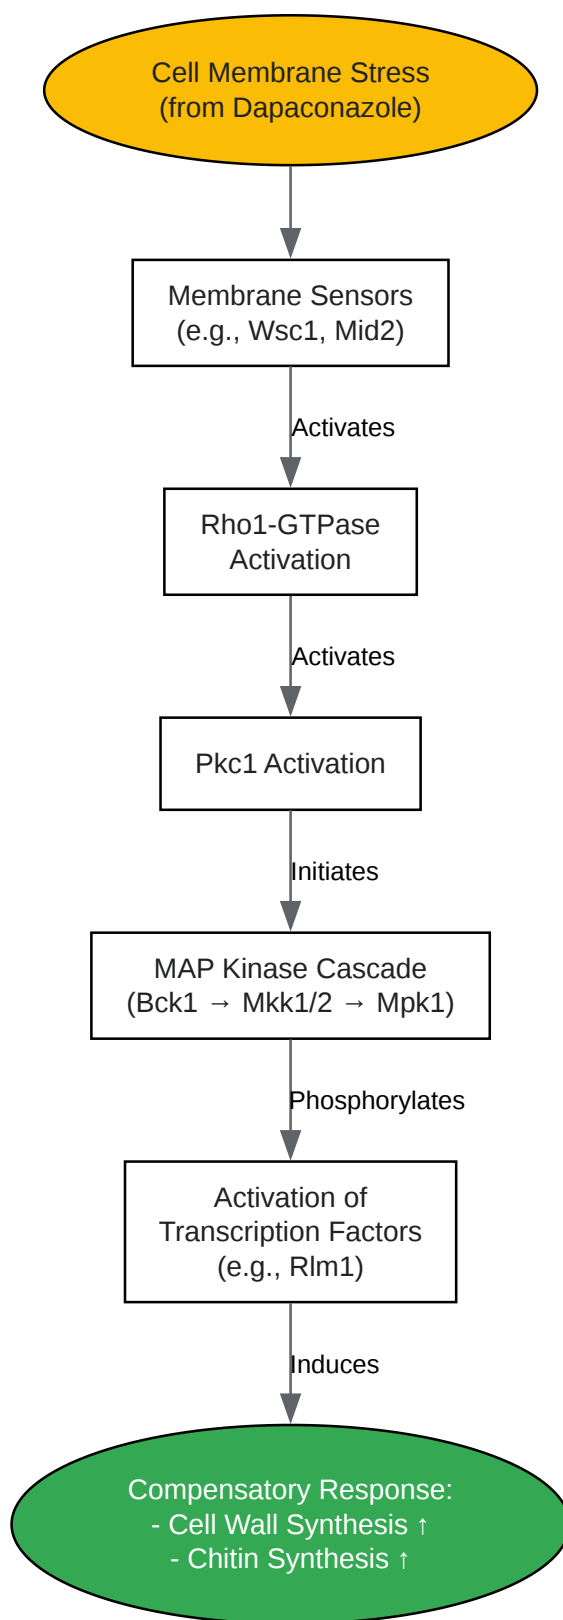 Cell Membrane Stress
(from Dapaconazole)
Membrane Sensors
(e.g., Wsc1, Mid2)
Activates
Rho1-GTPase
Activation
Activates
Pkc1 Activation
Initiates
MAP Kinase Cascade
(Bck1 → Mkk1/2 → Mpk1)
Phosphorylates
Activation of
Transcription Factors
(e.g., Rlm1)
Induces
Compensatory Response:
- Cell Wall Synthesis ↑
- Chitin Synthesis ↑